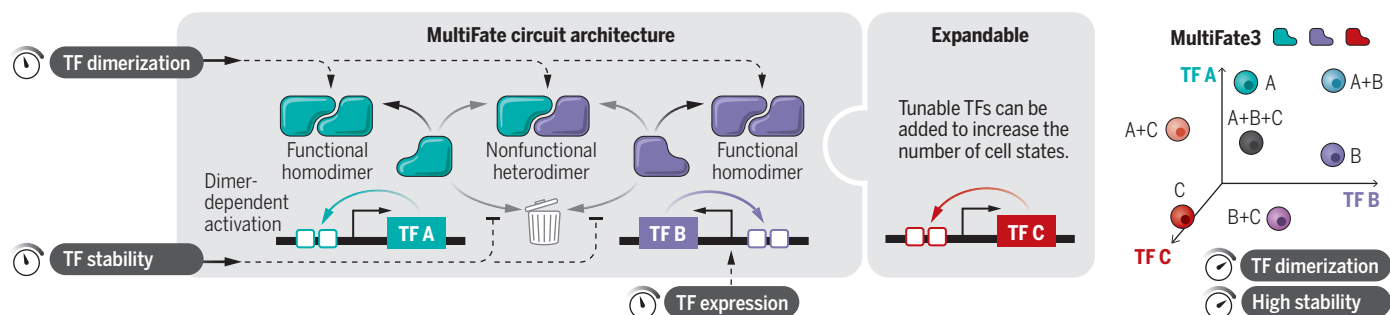 MultiFate circuit architecture
TF dimerization
Functional
homodimer
Nonfunctional
heterodimer
Functional
homodimer
Dimer-
dependent
activation
TF A
TF B
TF stability
TF expression
Expandable
Tunable TFs can be
added to increase the
number of cell states.
TF C
MultiFate3
TF A
A
A+B
A+C
A+B+C
B
C
B+C
TF B
TF C
TF dimerization
High stability